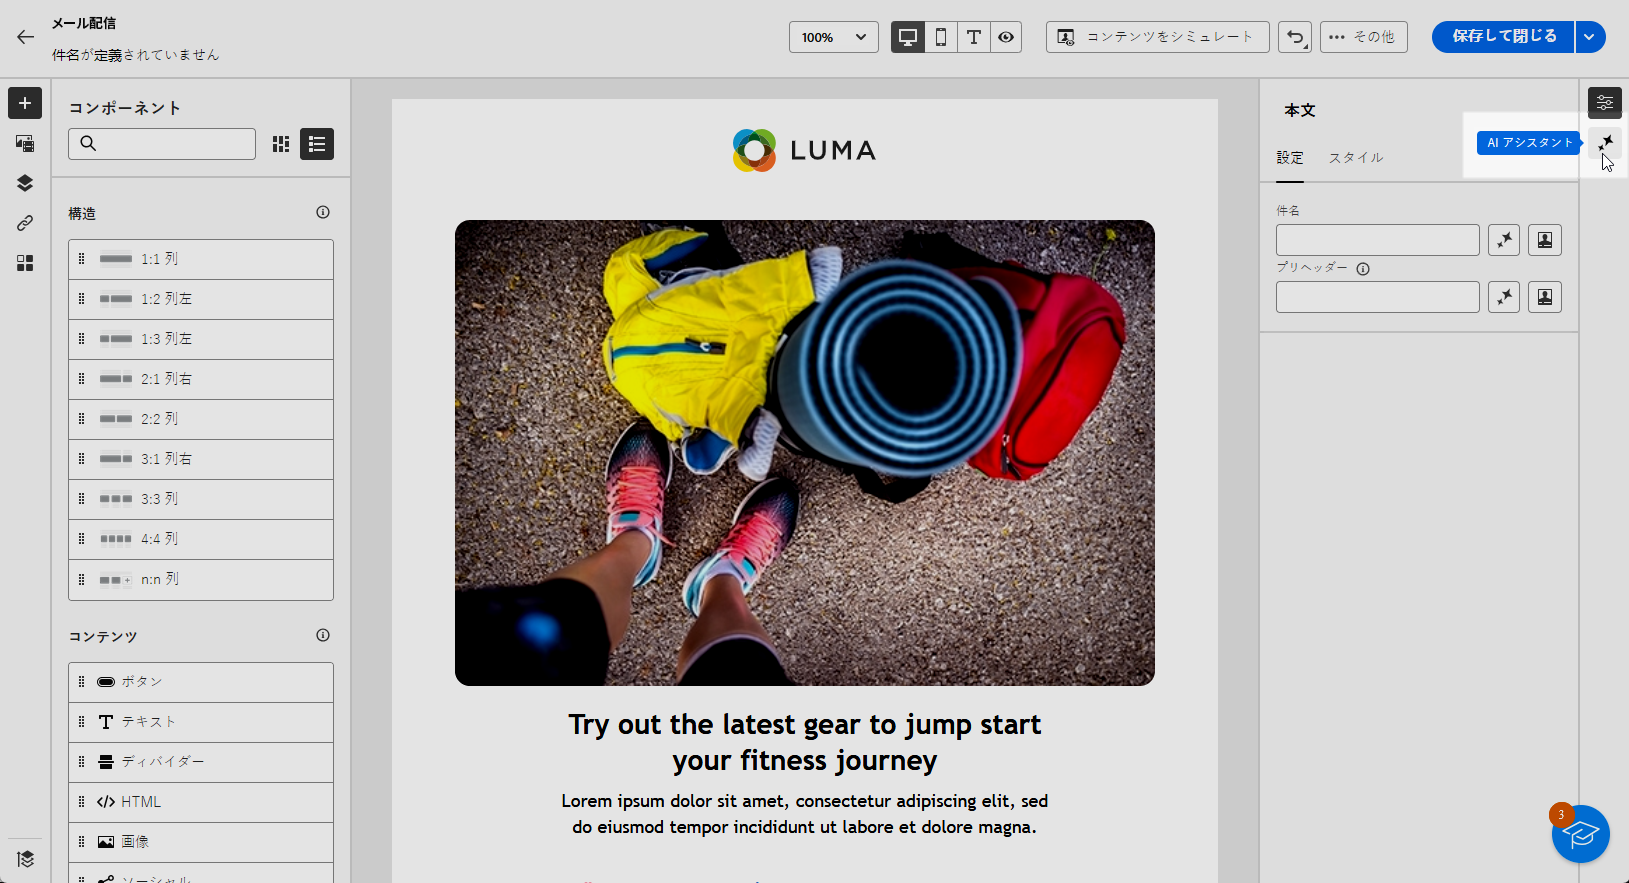 メール配信
件名が定義されていません
100%
コンテンツをシミュレート
その他
保存して閉じる
コンポーネント
構造
1:1 列
1:2 列左
1:3 列左
2:1 列右
2:2 列
3:1 列右
3:3 列
4:4 列
n:n 列
コンテンツ
ボタン
テキスト
ディバイダー
HTML
画像
ソーシャル
LUMA
Try out the latest gear to jump start
your fitness journey
Lorem ipsum dolor sit amet, consectetur adipiscing elit, sed
do eiusmod tempor incididunt ut labore et dolore magna.
本文
AI アシスタント
設定
スタイル
件名
プリヘッダー
3